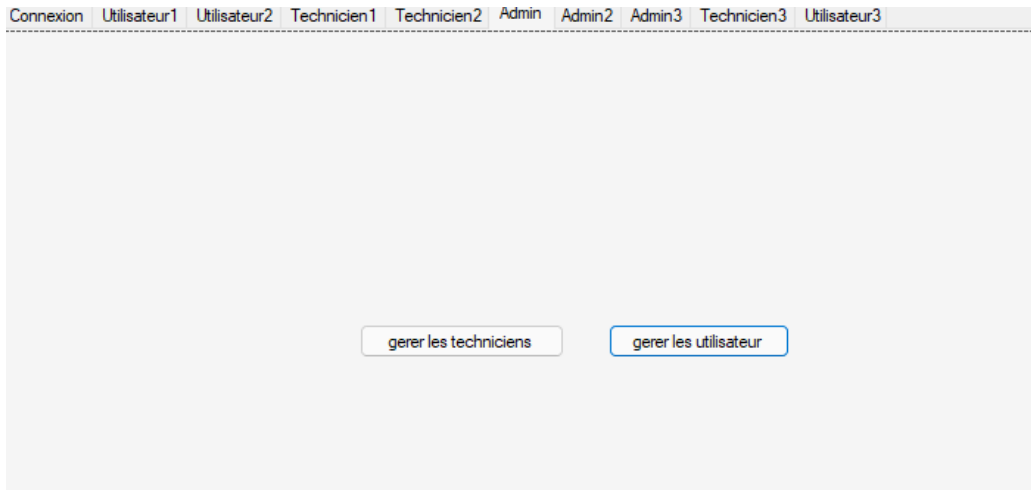 Connexion Utilisateur1 Utilisateur2 Technicien1 Technicien2 Admin Admin2 Admin3 Technicien3 Utilisateur3
gerer les techniciens gerer les utilisateur